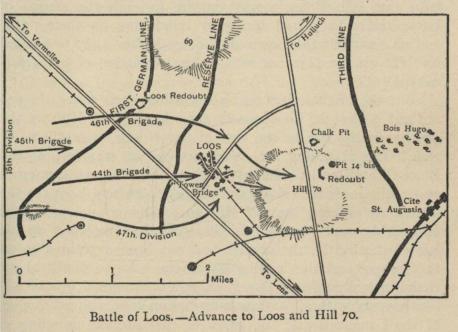 To Vermelles
FIRST GERMAN LINE
69
RESERVE LINE
To Hulluch
THIRD LINE
Loos Redoubt
15th Division
46th Brigade
45th Brigade
LOOS
Chalk Pit
Bois Hugo
44th Brigade
Pit 14 bis
Redoubt
"Tower
Bridge"
Hill 70
Cite
St. Augustin
47th. Division
To Lens
0 1 2
Miles
Battle of Loos.—Advance to Loos and Hill 70.